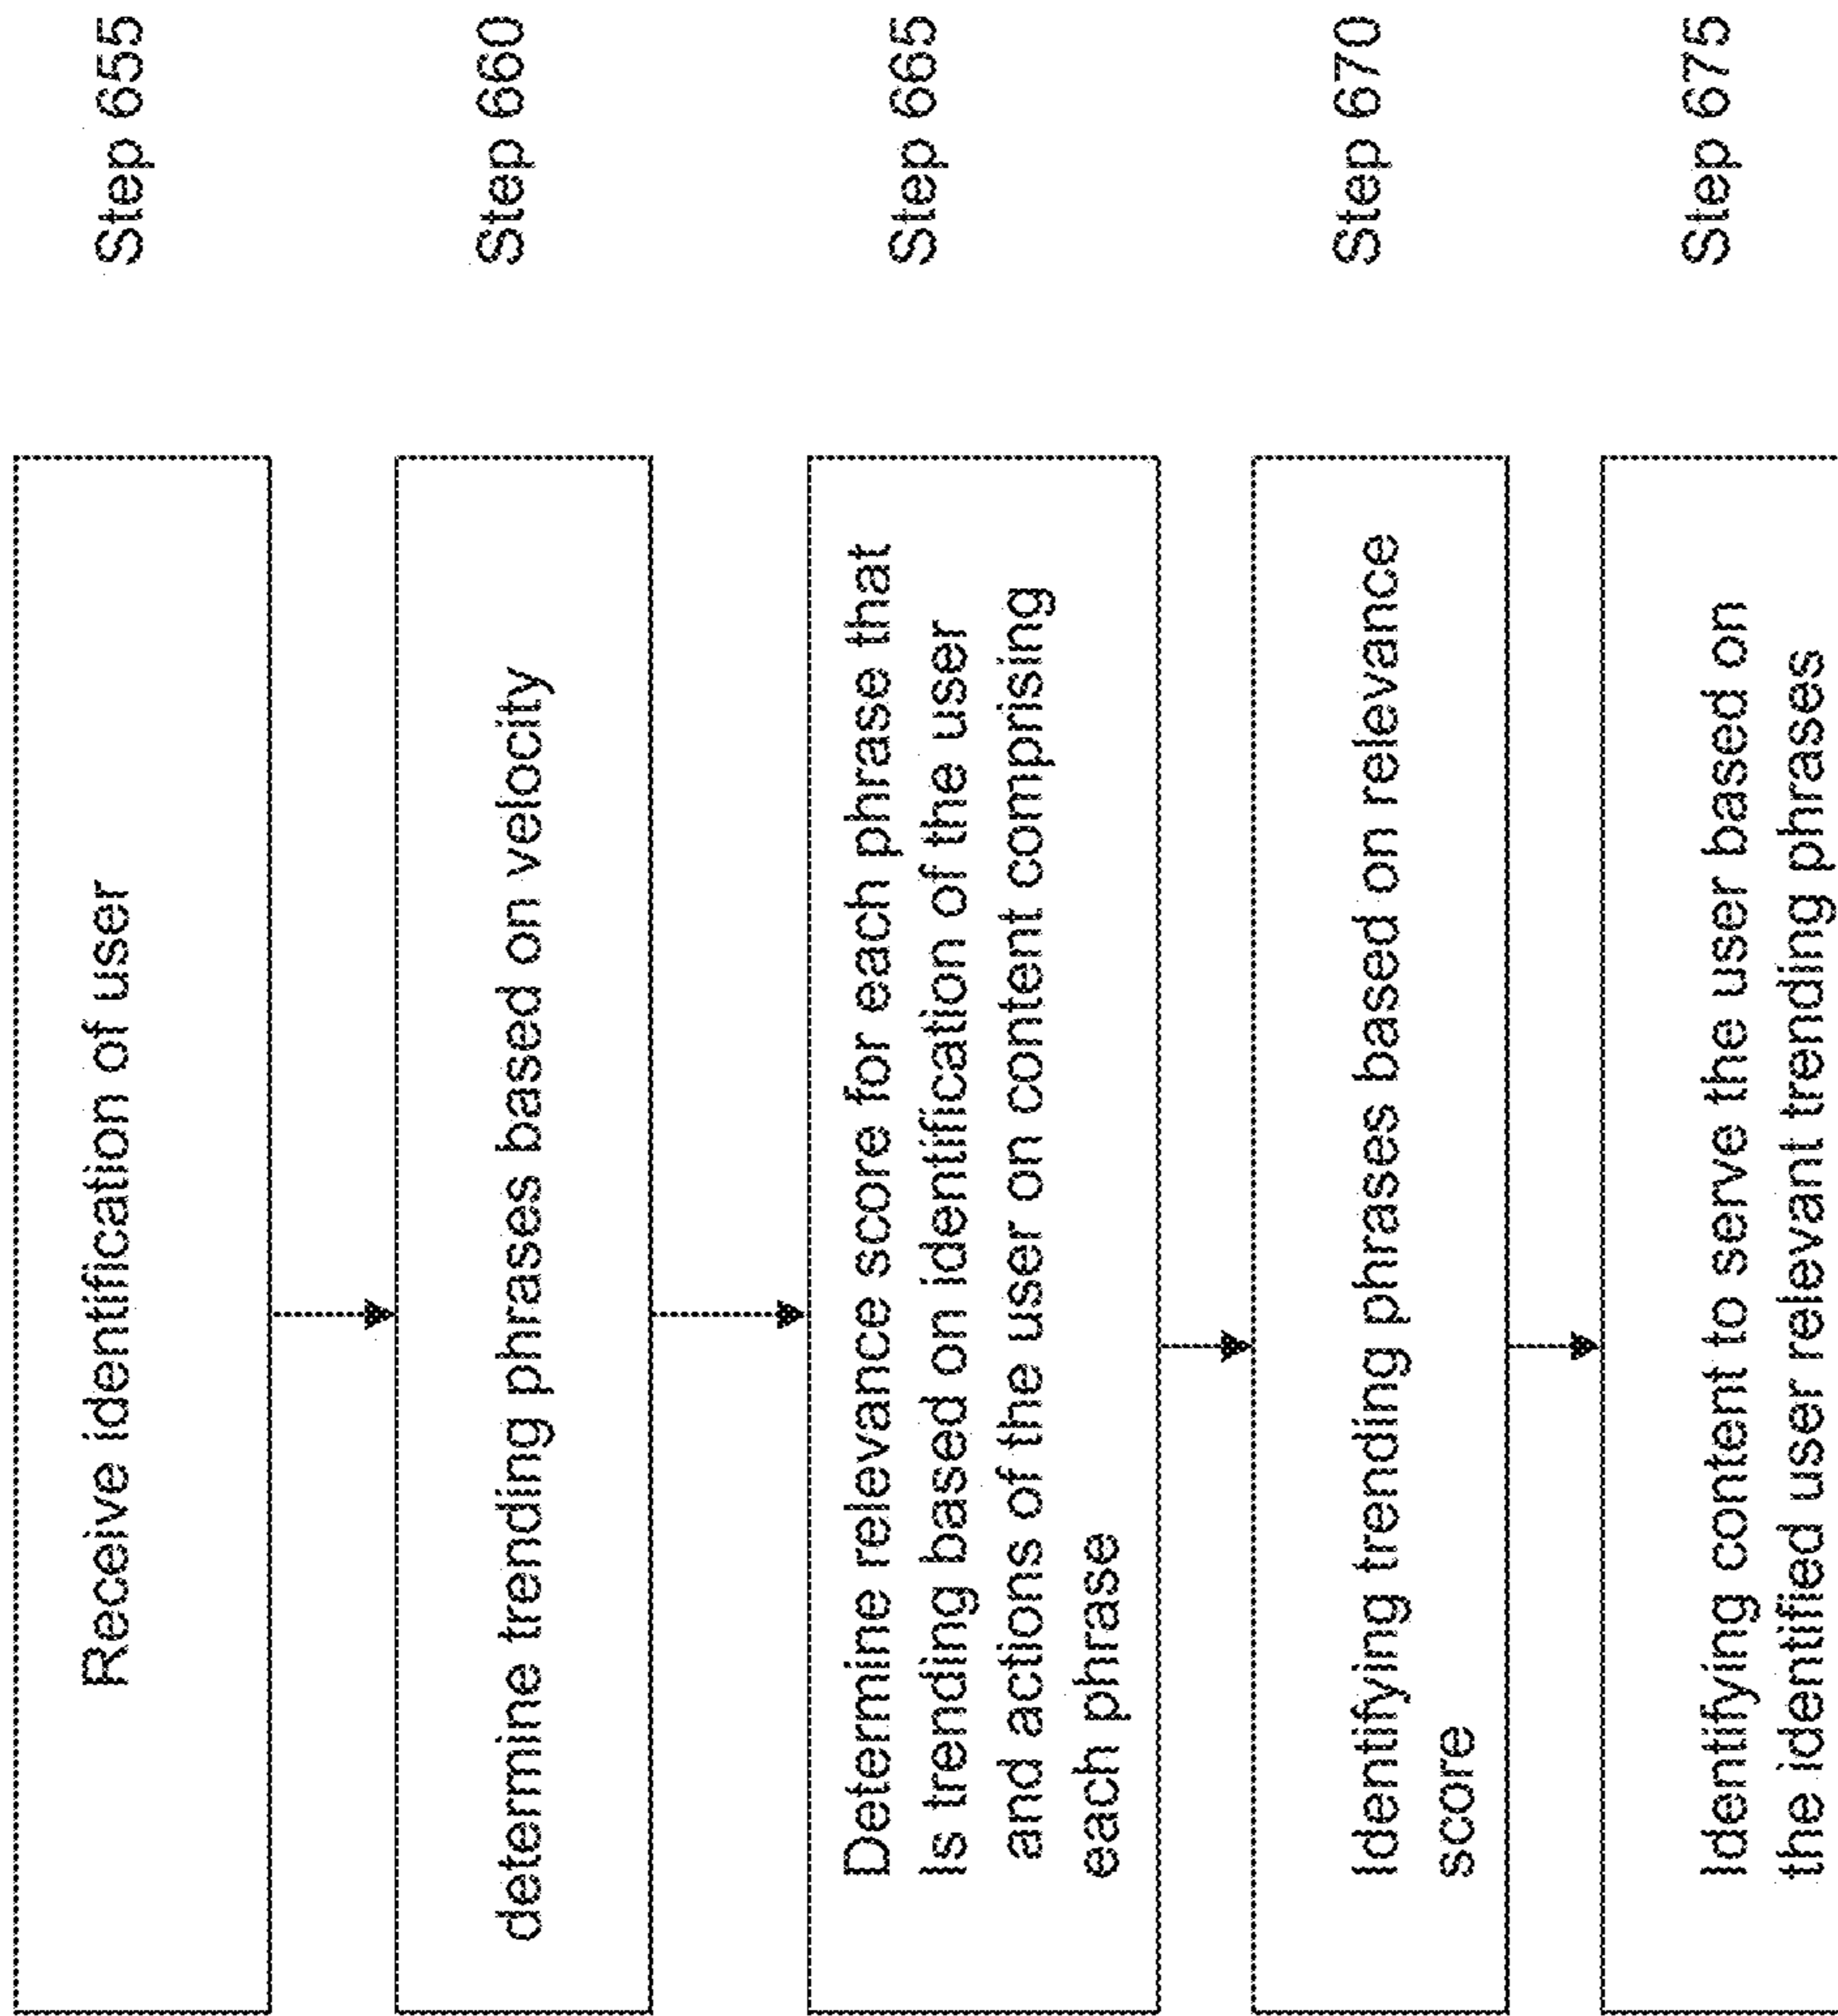 Receive identification of user
Step 655
determine trending phrases based on velocity
Step 660
Determine relevance score for each phrase that
Is trending based on identification of the user
and actions of the user on content comprising
each phrase
Step 665
Identifying trending phrases based on relevance
score
Step 670
Identifying content to serve the user based on
the identified user relevant trending phrases
Step 675